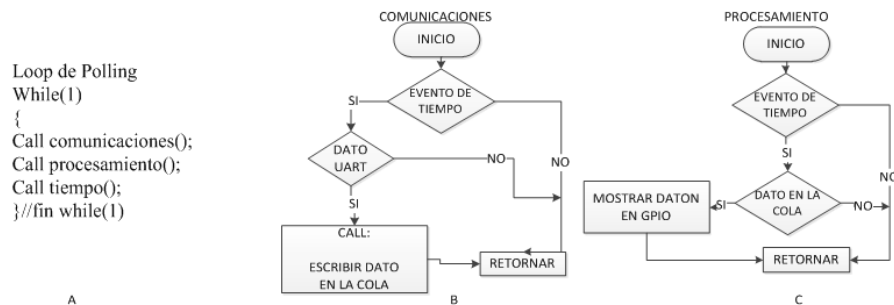 Loop de Polling
While(1)
{
Call comunicaciones();
Call procesamiento();
Call tiempo();
}//fin while(1)
A
COMUNICACIONES
INICIO
EVENTO DE
TIEMPO
SI
DATO
UART
NO
NO
SI
CALL:
ESCRIBIR DATO
EN LA COLA
RETORNAR
B
PROCESAMIENTO
INICIO
EVENTO DE
TIEMPO
SI
NO
DATO EN LA
COLA
SI
NO
MOSTRAR DATON
EN GPIO
RETORNAR
C